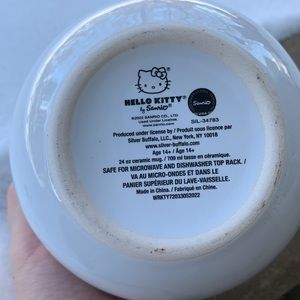 HELLO KITTY®
by Sanrio®
©2022 SANRIO CO., LTD.
Used Under License
Sanrio
SIL-34783
Produced under license by / Produit sous licence par
Silver Buffalo, LLC., New York, NY 10018
www.silver-buffalo.com
Age 14+ / Âge 14+
24 oz ceramic mug. / 709 ml tasse en céramique.
SAFE FOR MICROWAVE AND DISHWASHER TOP RACK. /
VA AU MICRO-ONDES ET DANS LE
PANIER SUPÉRIEUR DU LAVE-VAISSELLE.
Made in China. / Fabriqué en Chine.
WRKTY72033052022